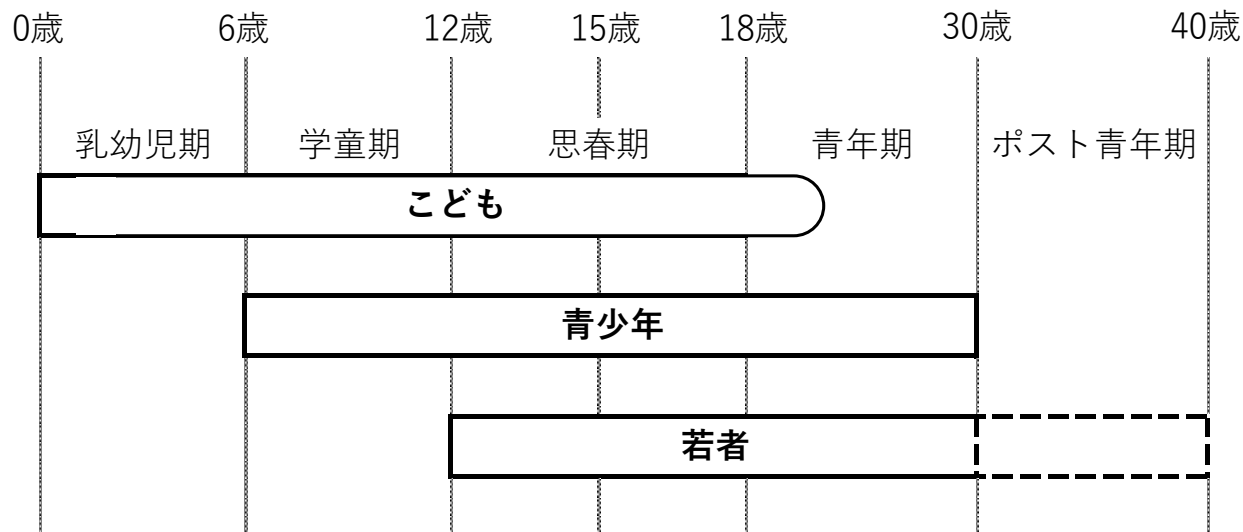 0歳 6歳 12歳 15歳 18歳 30歳 40歳
乳幼児期 学童期 思春期 青年期 ポスト青年期
こども
青少年
若者